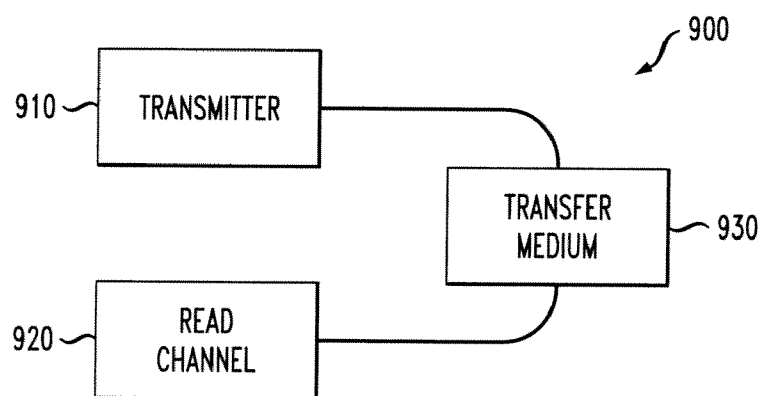 900
910
TRANSMITTER
TRANSFER
MEDIUM
930
920
READ
CHANNEL